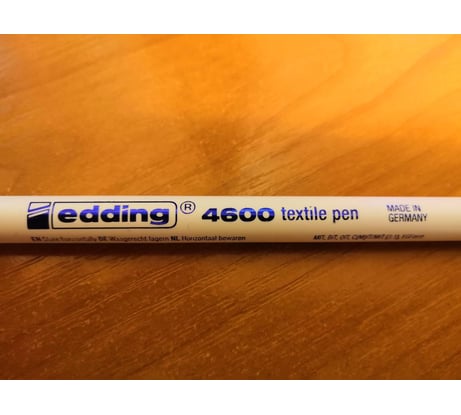 edding® 4600 textile pen MADE IN GERMANY
EN Store horizontally DE Waagerecht lagern NL Horizontaal bewaren